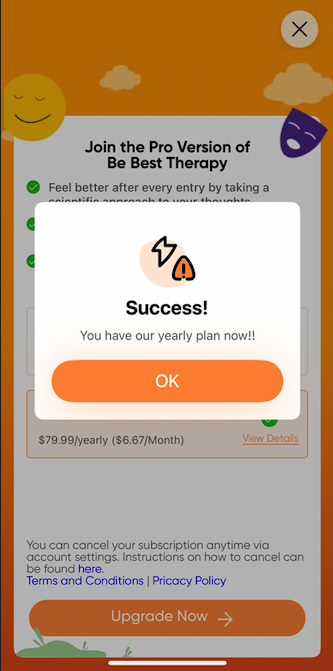 Join the Pro Version of
Be Best Therapy
Feel better after every entry by taking a
scientific approach to your thoughts
Success!
You have our yearly plan now!!
OK
$79.99/yearly ($6.67/Month)
View Details
You can cancel your subscription anytime via
account settings. Instructions on how to cancel can
be found here.
Terms and Conditions | Pricacy Policy
Upgrade Now